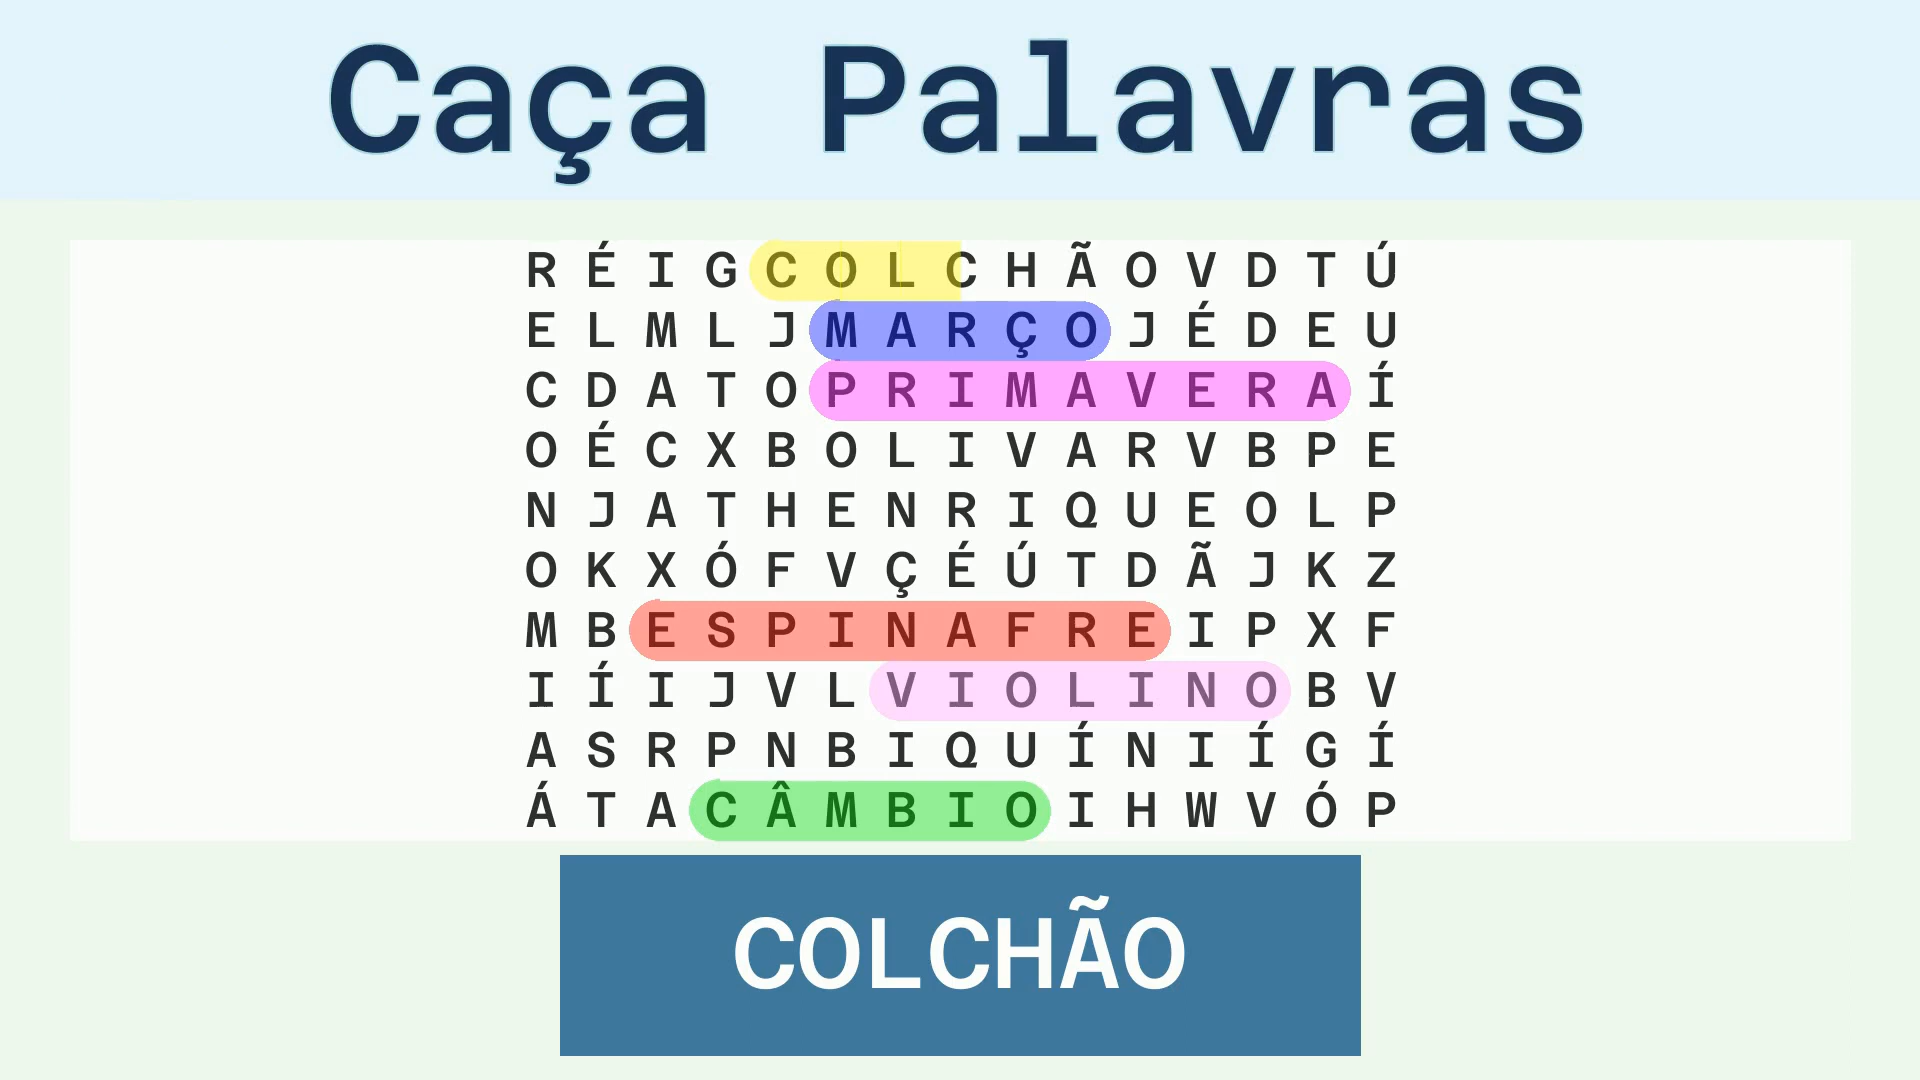 Caça Palavras
R É I G C O L C H Ã O V D T Ú
E L M L J M A R Ç O J É D E U
C D A T O P R I M A V E R A Í
O É C X B O L I V A R V B P E
N J A T H E N R I Q U E O L P
O K X Ó F V Ç É Ú T D Ã J K Z
M B E S P I N A F R E I P X F
I Í I J V L V I O L I N O B V
A S R P N B I Q U Í N I Í G Í
Á T A C Â M B I O I H W V Ó P
COLCHÃO